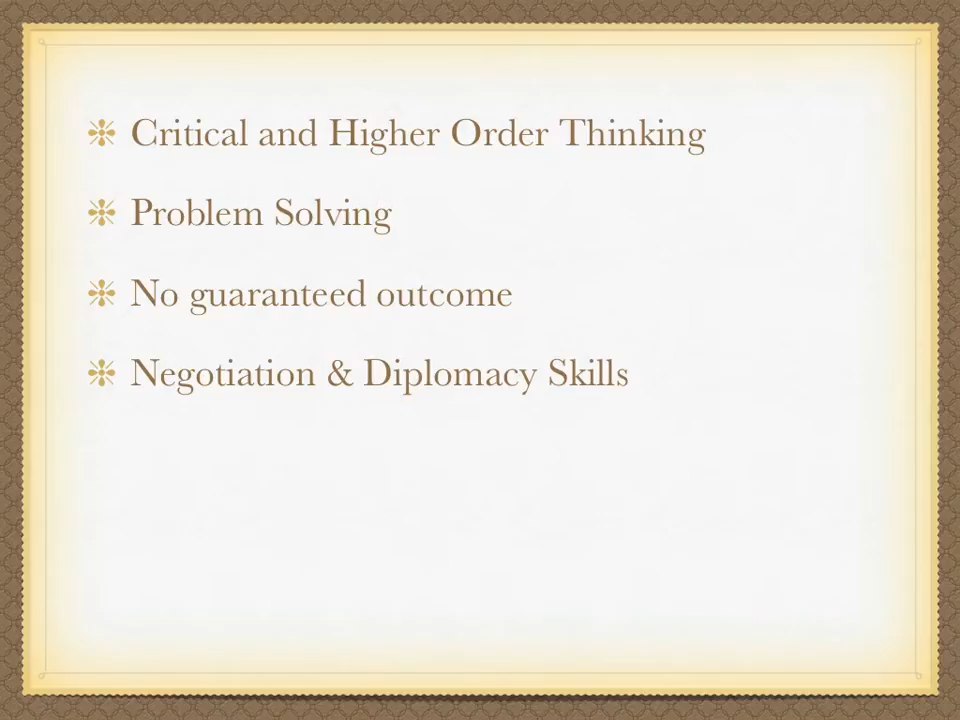 Critical and Higher Order Thinking
Problem Solving
No guaranteed outcome
Negotiation & Diplomacy Skills